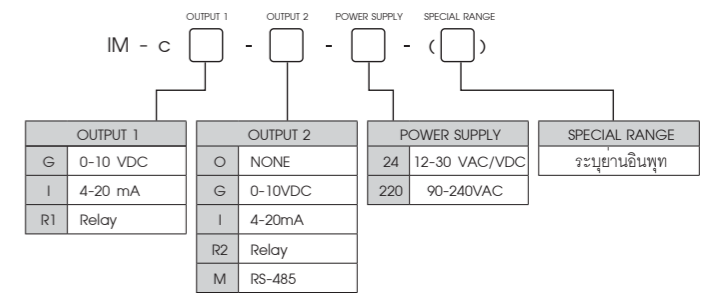 OUTPUT 1 OUTPUT 2 POWER SUPPLY SPECIAL RANGE
IM - c - - - ( )
OUTPUT 1 OUTPUT 2 POWER SUPPLY SPECIAL RANGE
G 0-10 VDC O NONE 24 12-30 VAC/VDC ระบุย่านอินพุท
I 4-20 mA G 0-10VDC 220 90-240VAC
R1 Relay I 4-20mA
R2 Relay
M RS-485